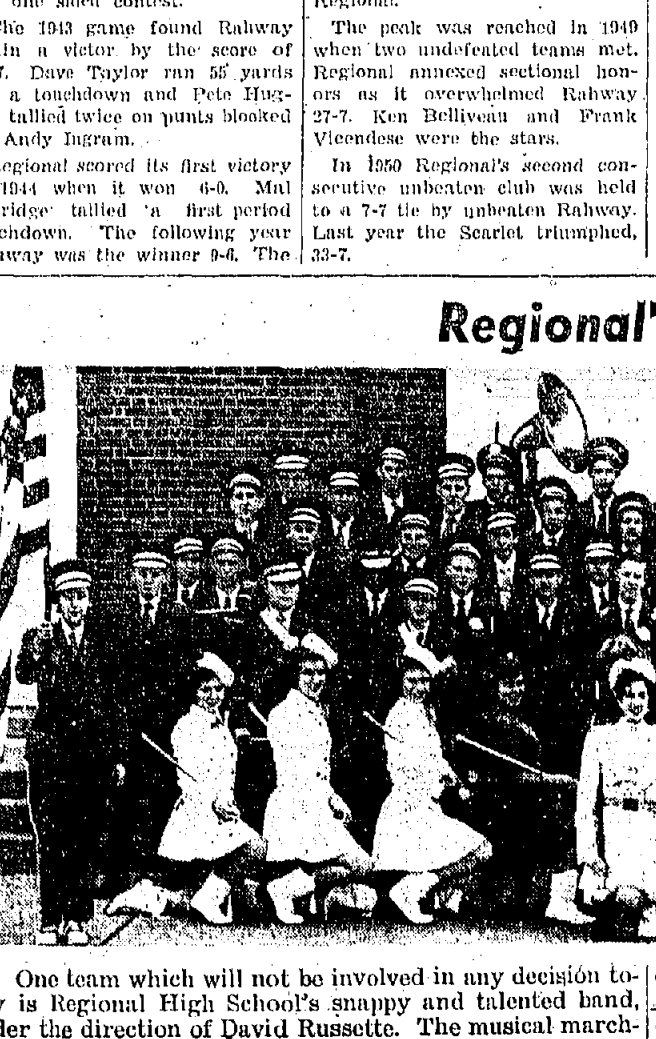 one such contest.
The 1943 game found Rahway
in a victor by the score of
7. Dave Taylor ran 55 yards
a touchdown and Pete Hug-
tallied twice on punts blocked
Andy Ingram.
egional scored its first victory
1944 when it won 6-0. Mal
ridge tallied a first period
chdown. The following year
hway was the winner 9-6. The
Regional.
The peak was reached in 1949
when two undefeated teams met.
Regional annexed sectional hon-
ors as it overwhelmed Rahway
27-7. Ken Belliveau and Frank
Vicendese were the stars.
In 1950 Regional's second con-
secutive unbeaten club was held
to a 7-7 tie by unbeaten Rahway.
Last year the Scarlet triumphed,
33-7.
Regional'
One team which will not be involved in any decision to-
y is Regional High School's snappy and talented band,
der the direction of David Russette. The musical march-